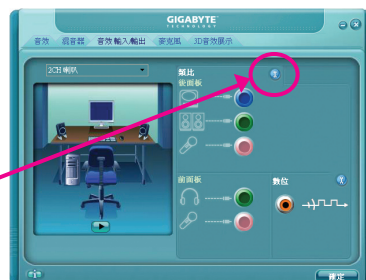 GIGABYTE
TECHNOLOGY
音效 混音器 音效輸入/輸出 麥克風 3D音效展示
2CH 喇叭
類比
後面板
前面板
數位
確定